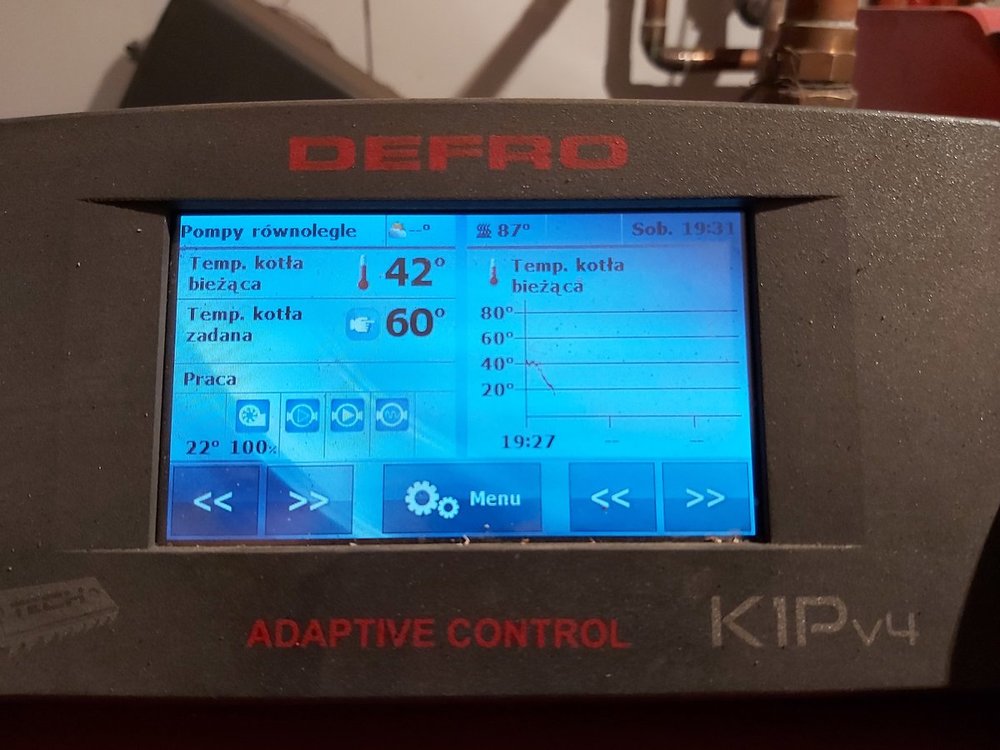 DEFRO
Pompy równolegle
--°
87°
Sob. 19:31
Temp. kotła
bieżąca
42°
Temp. kotła
zadana
60°
Praca
22° 100%
Temp. kotła
bieżąca
80°
60°
40°
20°
19:27
--
--
<<
>>
Menu
<<
>>
TECH
ADAPTIVE CONTROL
K1Pv4